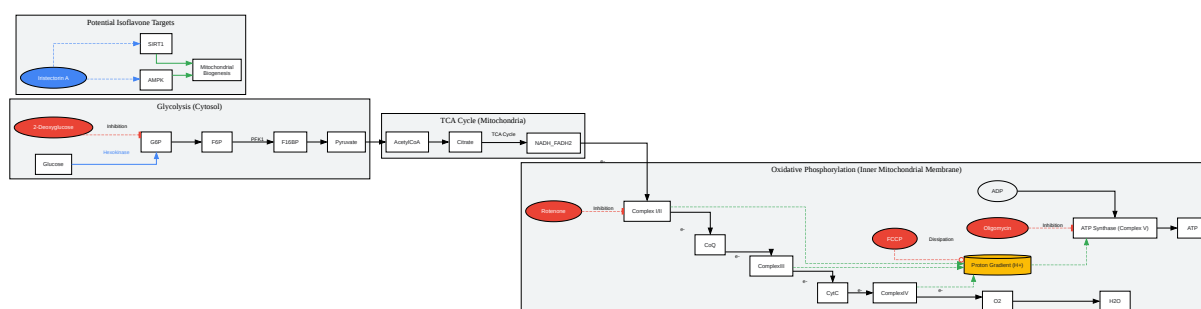 Potential Isoflavone Targets
SIRT1
Iristectorin A
AMPK
Mitochondrial
Biogenesis
Glycolysis (Cytosol)
2-Deoxyglucose
Inhibition
G6P
F6P
PFK1
F16BP
Pyruvate
Hexokinase
Glucose
TCA Cycle (Mitochondria)
AcetylCoA
Citrate
TCA Cycle
NADH_FADH2
e-
Oxidative Phosphorylation (Inner Mitochondrial Membrane)
ADP
Rotenone
Inhibition
Complex I/II
Oligomycin
Inhibition
ATP Synthase (Complex V)
ATP
e-
CoQ
FCCP
Dissipation
e-
ComplexIII
Proton Gradient (H+)
e-
CytC
e-
ComplexIV
e-
O2
H2O